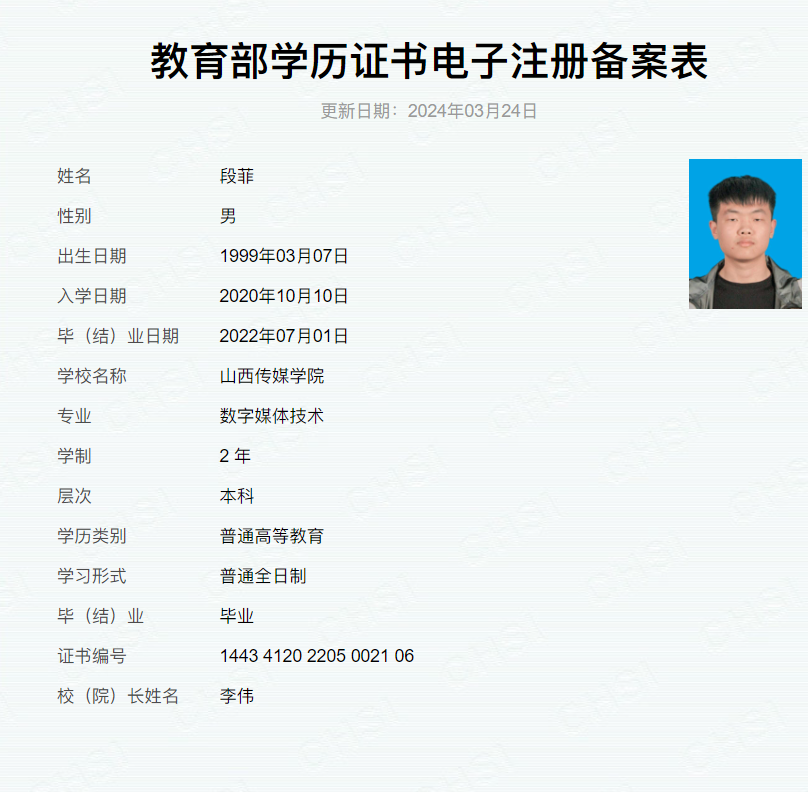 教育部学历证书电子注册备案表
更新日期：2024年03月24日
姓名 段菲
性别 男
出生日期 1999年03月07日
入学日期 2020年10月10日
毕（结）业日期 2022年07月01日
学校名称 山西传媒学院
专业 数字媒体技术
学制 2 年
层次 本科
学历类别 普通高等教育
学习形式 普通全日制
毕（结）业 毕业
证书编号 1443 4120 2205 0021 06
校（院）长姓名 李伟